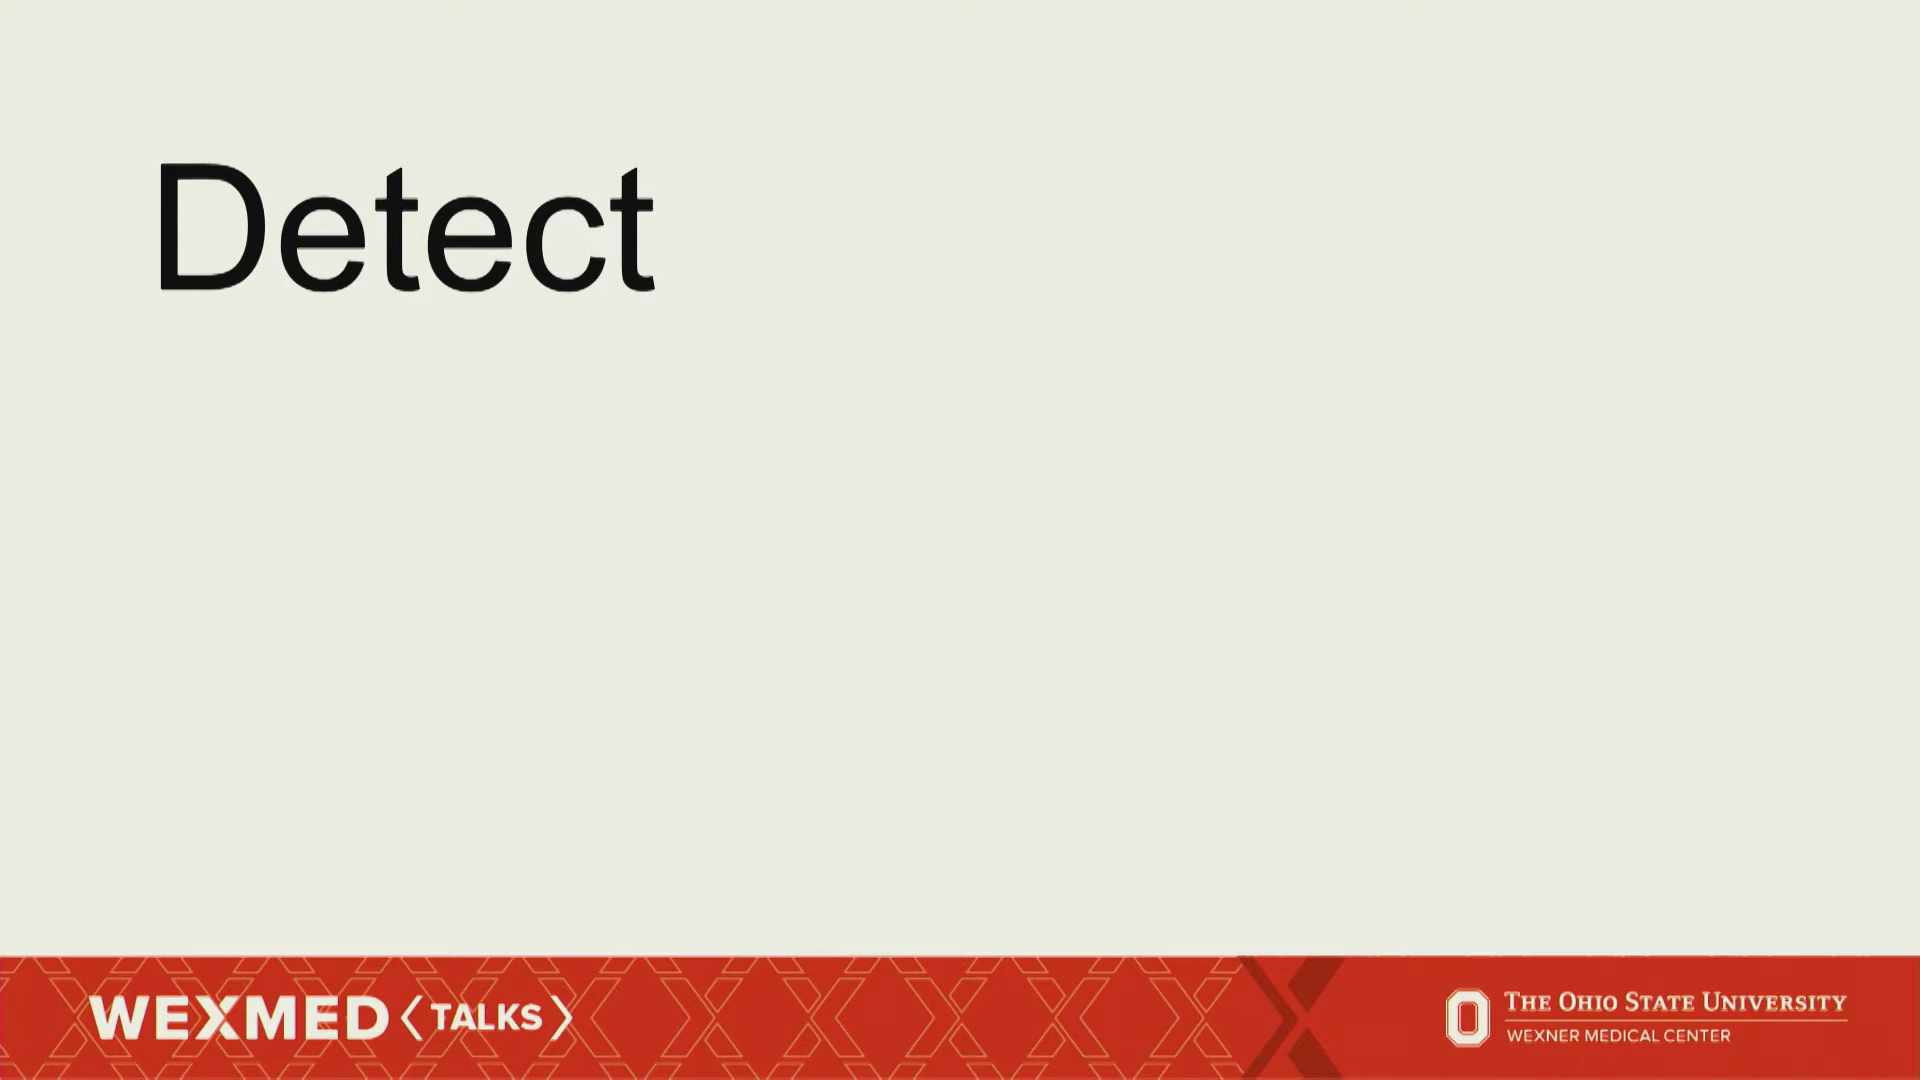 Detect
WEXMED <TALKS>
THE OHIO STATE UNIVERSITY
WEXNER MEDICAL CENTER